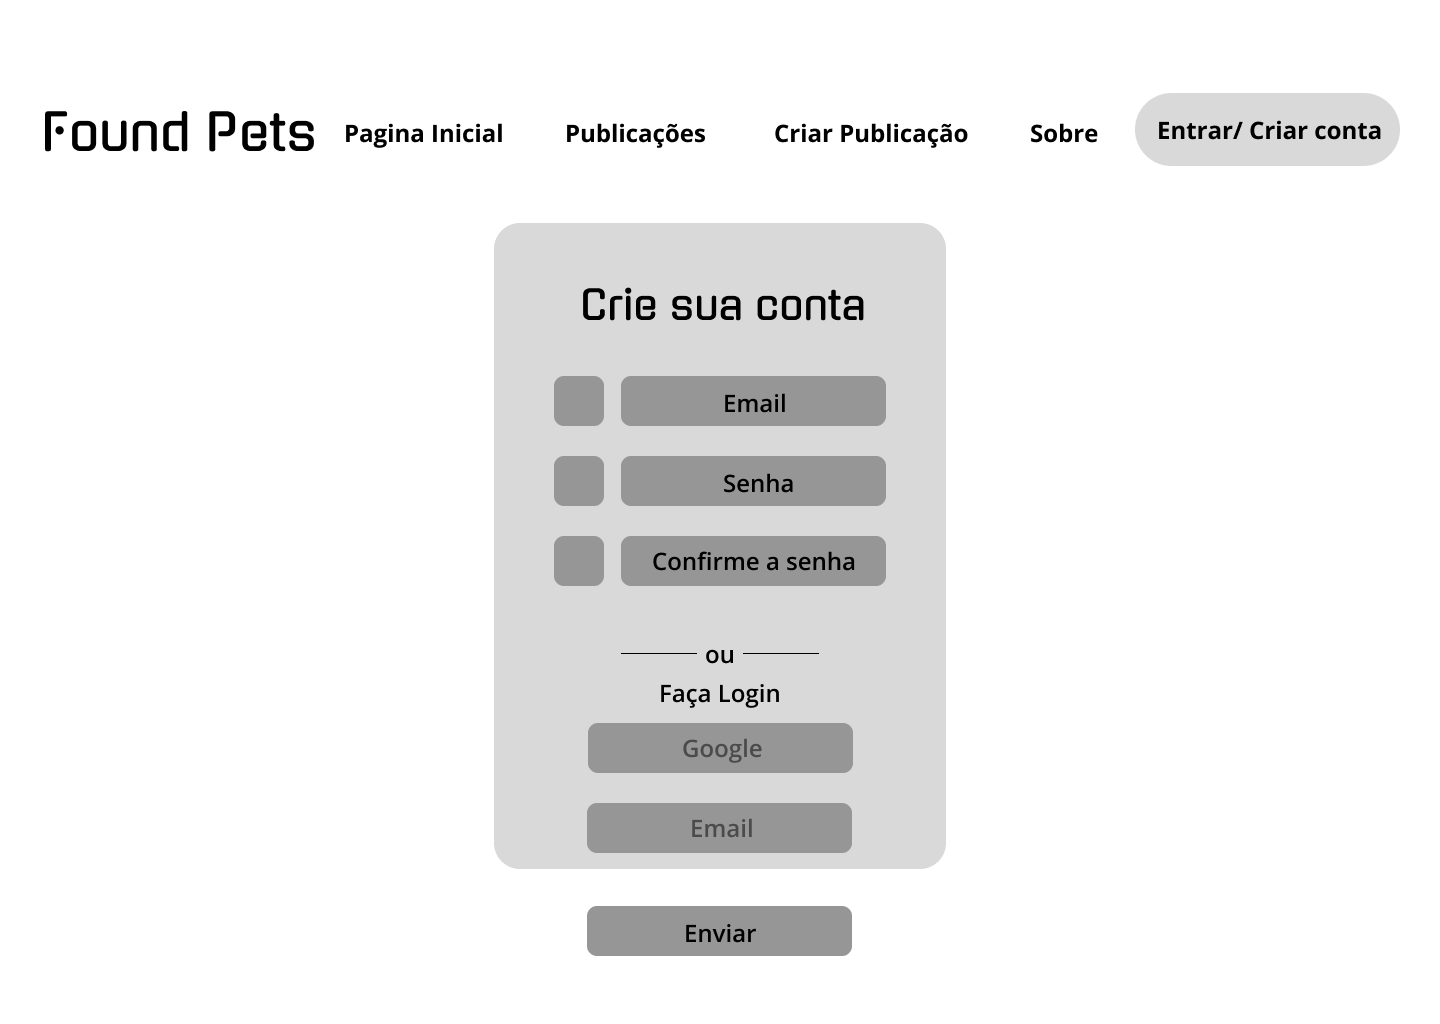 Found Pets
Pagina Inicial
Publicações
Criar Publicação
Sobre
Entrar/ Criar conta
Crie sua conta
Email
Senha
Confirme a senha
ou
Faça Login
Google
Email
Enviar